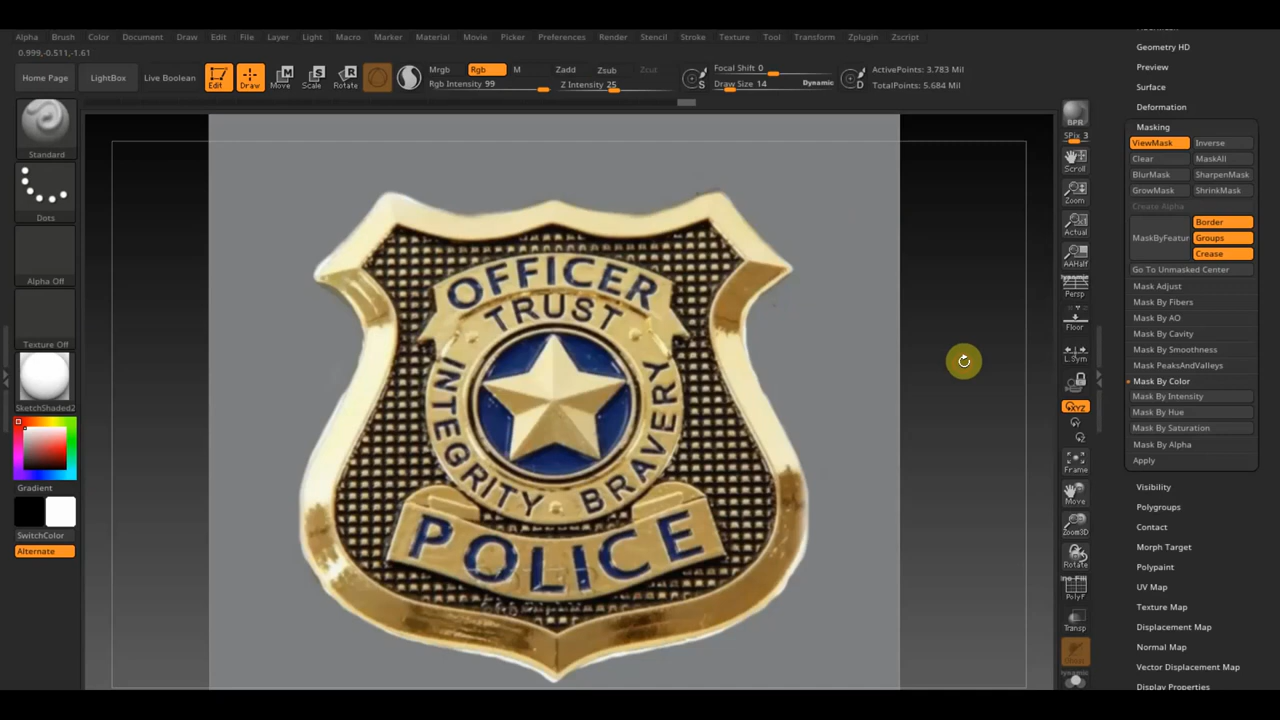 Alpha Brush Color Document Draw Edit File Layer Light Macro Marker Material Movie Picker Preferences Render Stencil Stroke Texture Tool Transform Zplugin Zscript
0.999,-0.511,-1.61
Home Page LightBox Live Boolean Edit Draw Move Scale Rotate
Mrgb Rgb M
Rgb Intensity 99
Zadd Zsub Zcut
Z Intensity 25
S
Focal Shift 0
Draw Size 14 Dynamic
D
ActivePoints: 3.783 Mil
TotalPoints: 5.684 Mil
Standard
Dots
Alpha Off
Texture Off
SketchShaded2
Gradient
SwitchColor
Alternate
OFFICER
TRUST
INTEGRITY BRAVERY
POLICE
BPR
SPix 3
Scroll
Zoom
Actual
AAHalf
Dynamic
Persp
Floor
L.Sym
XYZ
Frame
Move
Zoom3D
Rotate
PolyF
Transp
Dynamic
Geometry HD
Preview
Surface
Deformation
Masking
ViewMask Inverse
Clear MaskAll
BlurMask SharpenMask
GrowMask ShrinkMask
Create Alpha
MaskByFeatur
Border
Groups
Crease
Go To Unmasked Center
Mask Adjust
Mask By Fibers
Mask By AO
Mask By Cavity
Mask By Smoothness
Mask PeaksAndValleys
Mask By Color
Mask By Intensity
Mask By Hue
Mask By Saturation
Mask By Alpha
Apply
Visibility
Polygroups
Contact
Morph Target
Polypaint
UV Map
Texture Map
Displacement Map
Normal Map
Vector Displacement Map
Display Properties